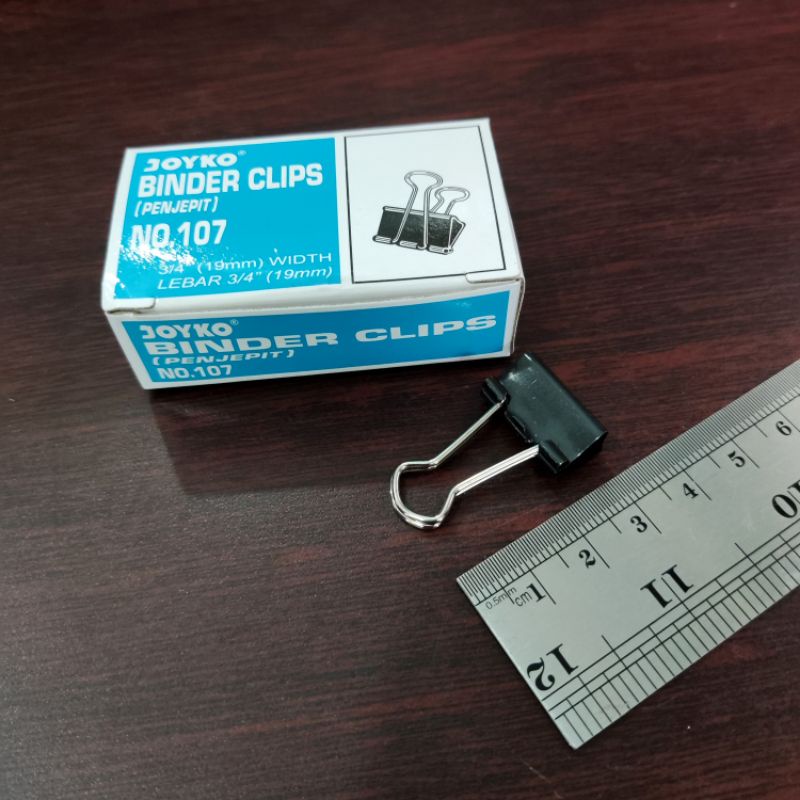 JOYKO®
BINDER CLIPS
(PENJEPIT)
NO.107
3/4" (19mm) WIDTH
LEBAR 3/4" (19mm)
JOYKO®
BINDER CLIPS
(PENJEPIT)
NO.107
0.5mm
cm 1 2 3 4 5 6
12 11 10